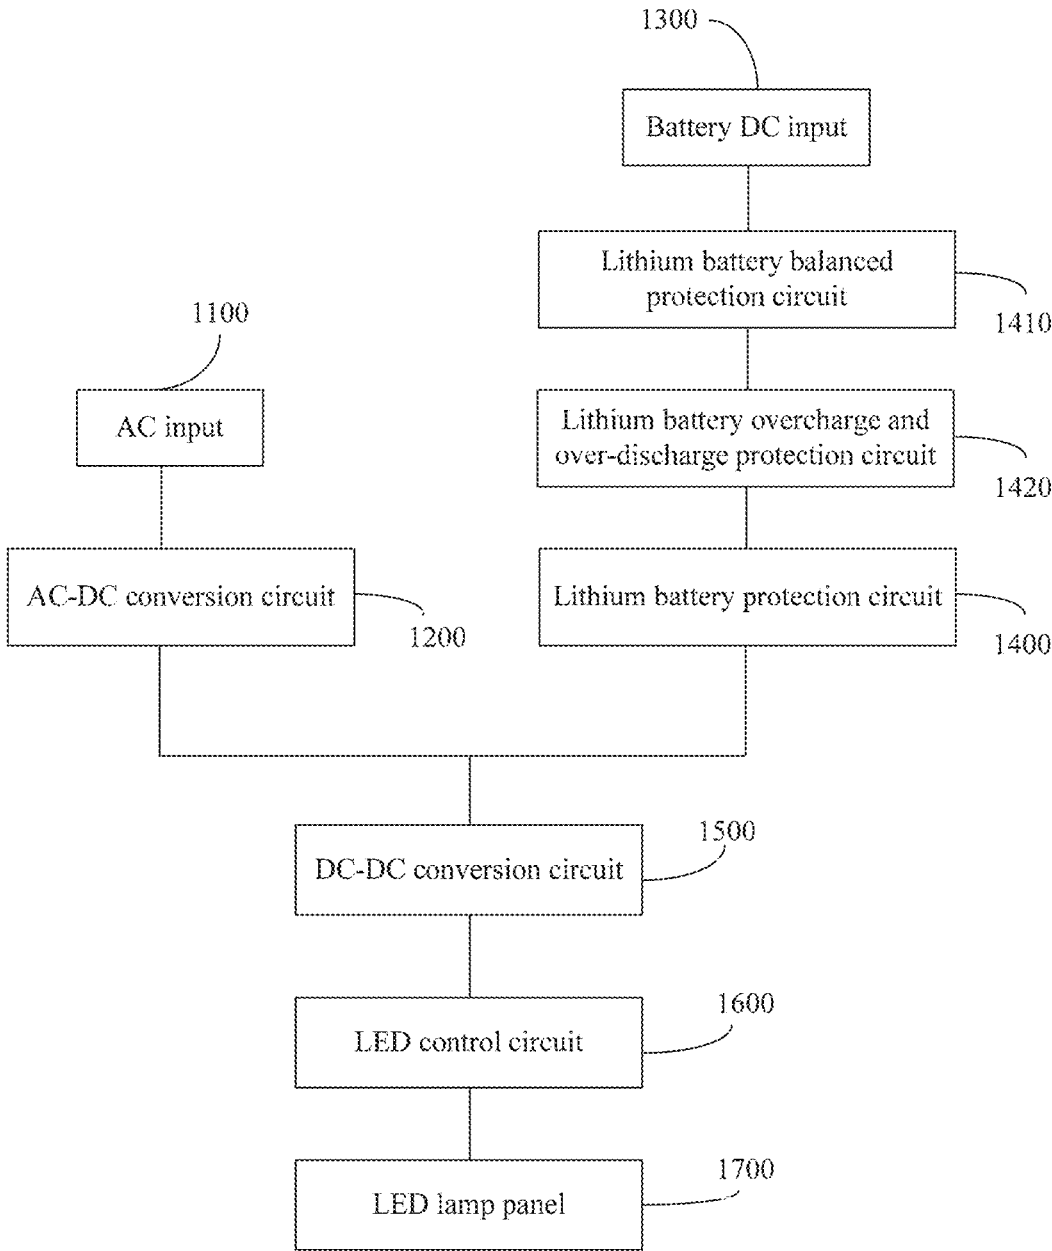 1300
Battery DC input
Lithium battery balanced
protection circuit
1410
1100
AC input
Lithium battery overcharge and
over-discharge protection circuit
1420
AC-DC conversion circuit
1200
Lithium battery protection circuit
1400
1500
DC-DC conversion circuit
1600
LED control circuit
1700
LED lamp panel